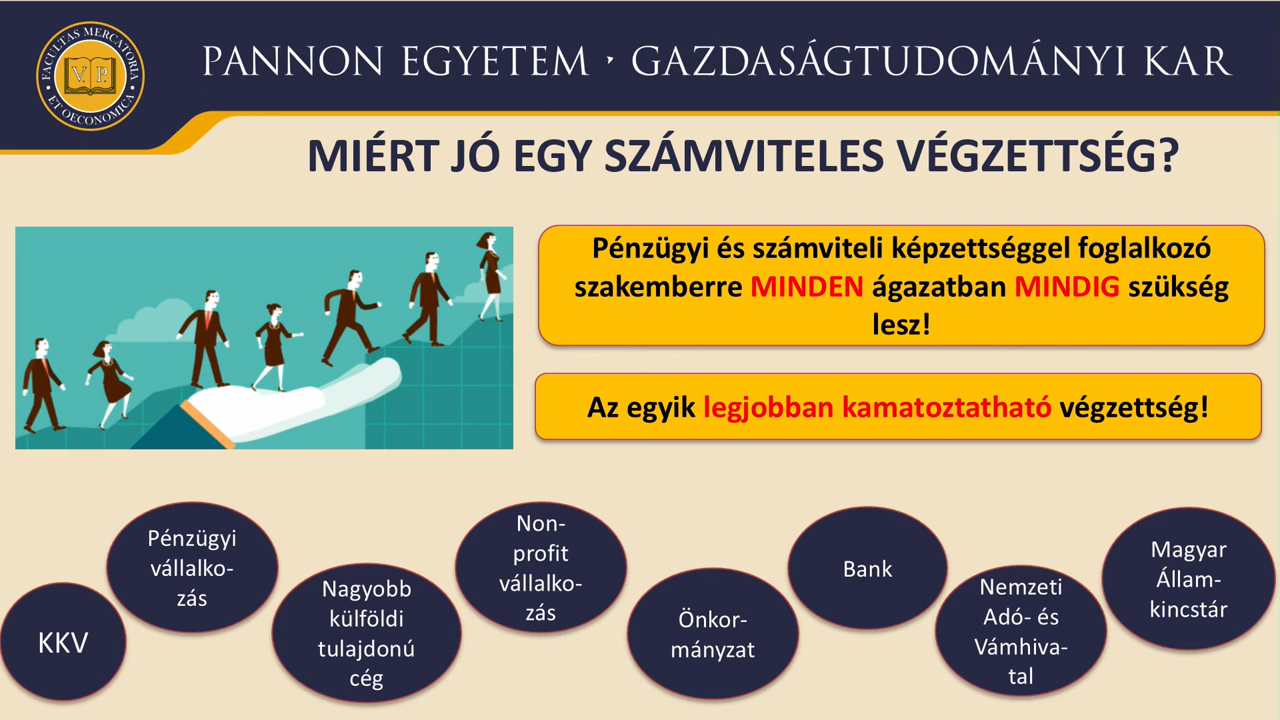 FACULTAS MERCATORIA
ET OECONOMICA
V.P.
PANNON EGYETEM · GAZDASÁGTUDOMÁNYI KAR
MIÉRT JÓ EGY SZÁMVITELES VÉGZETTSÉG?
Pénzügyi és számviteli képzettséggel foglalkozó
szakemberre MINDEN ágazatban MINDIG szükség
lesz!
Az egyik legjobban kamatoztatható végzettség!
KKV
Pénzügyi
vállalko-
zás
Nagyobb
külföldi
tulajdonú
cég
Non-
profit
vállalko-
zás
Önkor-
mányzat
Bank
Nemzeti
Adó- és
Vámhiva-
tal
Magyar
Állam-
kincstár